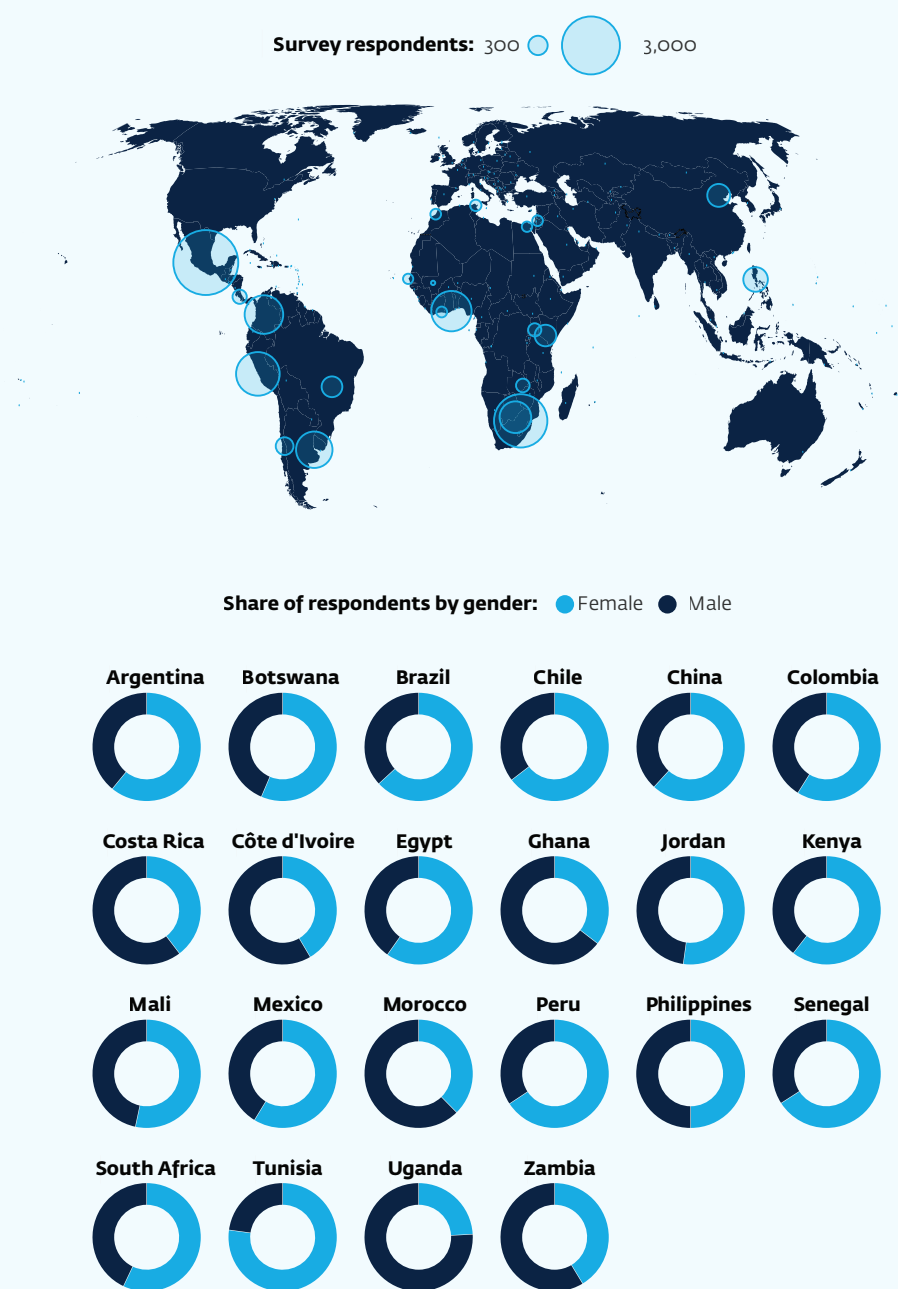 Survey respondents: 300 3,000
Share of respondents by gender: Female Male
Argentina Botswana Brazil Chile China Colombia
Costa Rica Côte d'Ivoire Egypt Ghana Jordan Kenya
Mali Mexico Morocco Peru Philippines Senegal
South Africa Tunisia Uganda Zambia